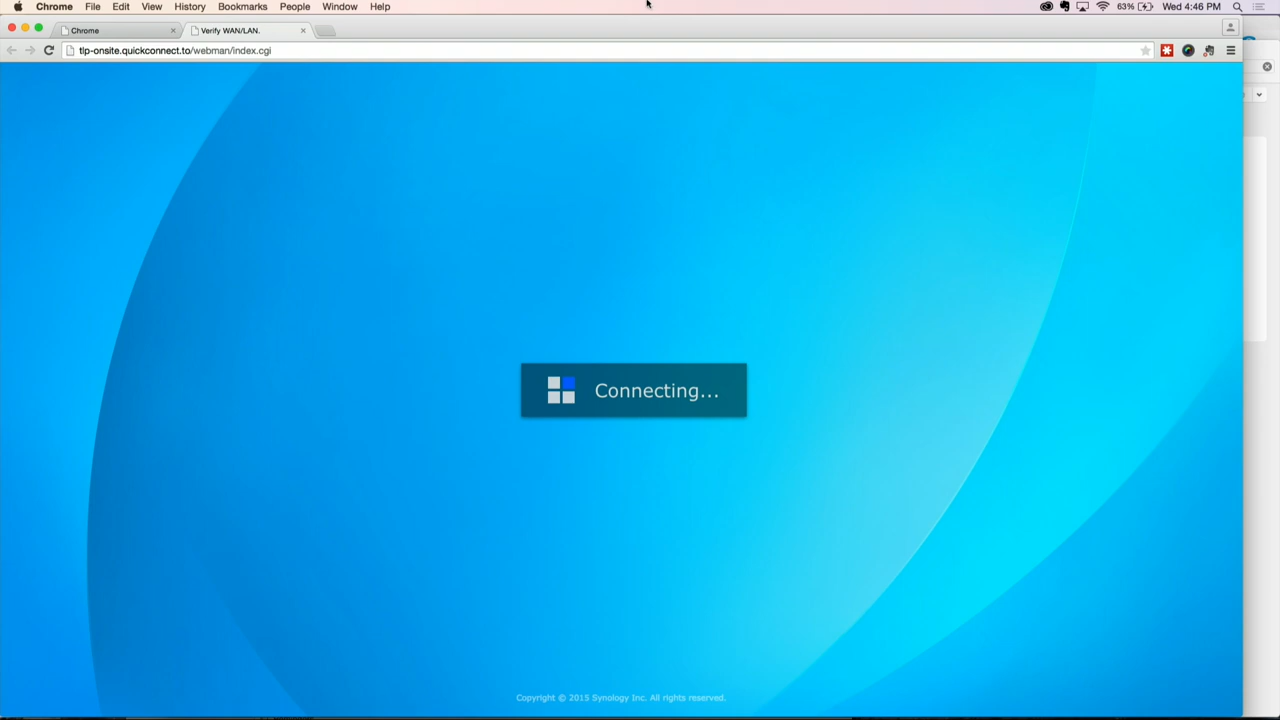 Chrome File Edit View History Bookmarks People Window Help 63% Wed 4:46 PM
Chrome Verify WAN/LAN.
tlp-onsite.quickconnect.to/webman/index.cgi
Connecting...
Copyright © 2015 Synology Inc. All rights reserved.